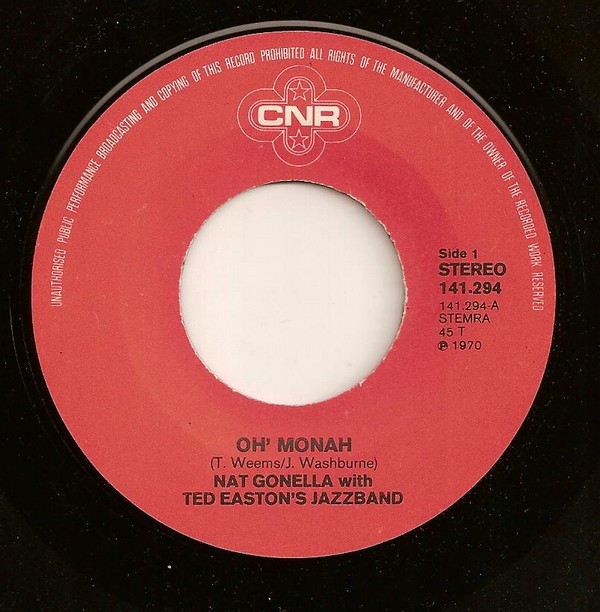 UNAUTHORISED PUBLIC PERFORMANCE BROADCASTING AND COPYING OF THIS RECORD PROHIBITED ALL RIGHTS OF THE MANUFACTURER AND OF THE OWNER OF THE RECORDED WORK RESERVED
CNR
Side 1
STEREO
141.294
141.294-A
STEMRA
45 T
℗ 1970
OH' MONAH
(T. Weems/J. Washburne)
NAT GONELLA with
TED EASTON'S JAZZBAND